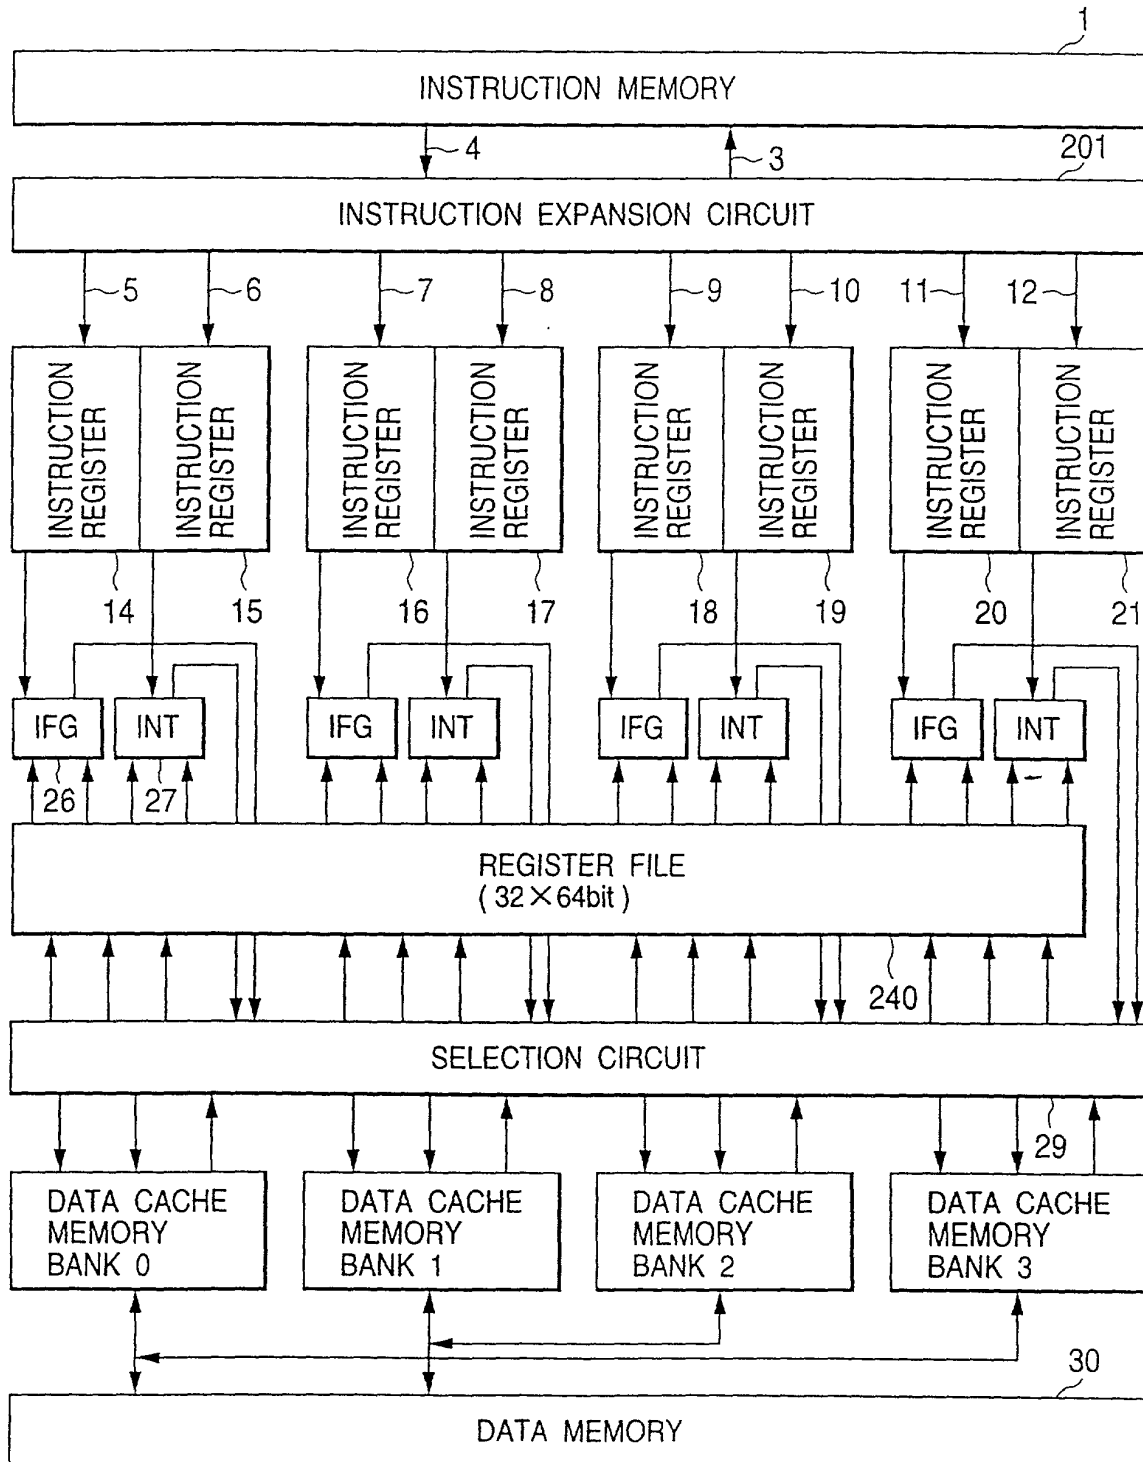 1
INSTRUCTION MEMORY
4
3
201
INSTRUCTION EXPANSION CIRCUIT
5
6
7
8
9
10
11
12
INSTRUCTION
REGISTER
INSTRUCTION
REGISTER
INSTRUCTION
REGISTER
INSTRUCTION
REGISTER
INSTRUCTION
REGISTER
INSTRUCTION
REGISTER
INSTRUCTION
REGISTER
INSTRUCTION
REGISTER
14
15
16
17
18
19
20
21
IFG
INT
IFG
INT
IFG
INT
IFG
INT
26
27
REGISTER FILE
(32×64bit)
240
SELECTION CIRCUIT
29
DATA CACHE
MEMORY
BANK 0
DATA CACHE
MEMORY
BANK 1
DATA CACHE
MEMORY
BANK 2
DATA CACHE
MEMORY
BANK 3
30
DATA MEMORY